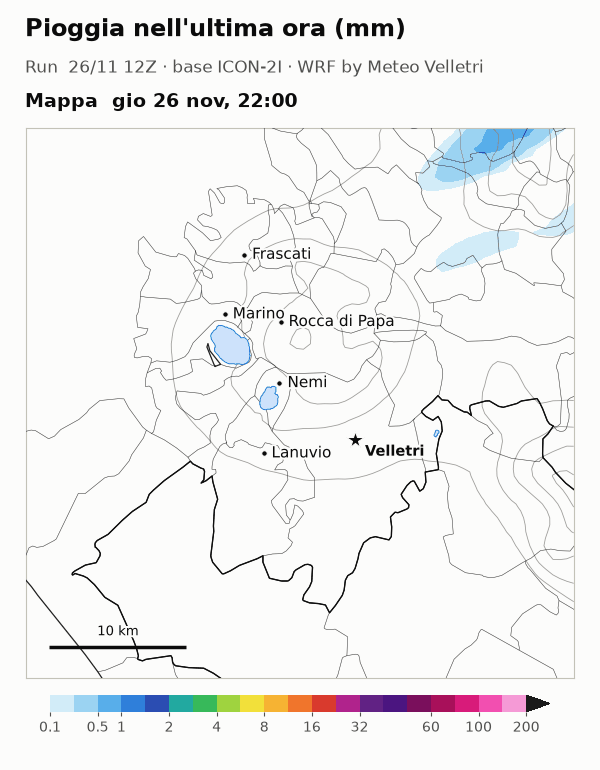 Pioggia nell'ultima ora (mm)
Run  26/11 12Z · base ICON-2I · WRF by Meteo Velletri
Mappa  gio 26 nov, 22:00
Frascati
Marino
Rocca di Papa
Nemi
Velletri
Lanuvio
10 km
0.1 0.5 1 2 4 8 16 32 60 100 200